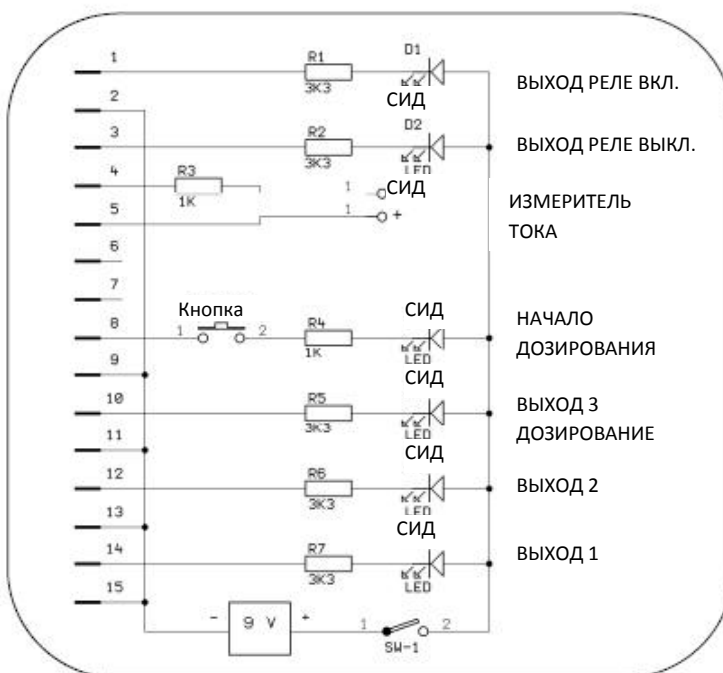 1
R1
3K3
D1
СИД
ВЫХОД РЕЛЕ ВКЛ.
2
3
R2
3K3
D2
LED
СИД
ВЫХОД РЕЛЕ ВЫКЛ.
4
R3
1K
1
ИЗМЕРИТЕЛЬ
ТОКА
5
1
+
6
7
8
Кнопка
1
2
R4
1K
СИД
LED
НАЧАЛО
ДОЗИРОВАНИЯ
9
10
R5
3K3
СИД
LED
ВЫХОД 3
ДОЗИРОВАНИЕ
11
12
R6
3K3
СИД
LED
ВЫХОД 2
13
14
R7
3K3
СИД
LED
ВЫХОД 1
15
- 9 V +
1
2
SW-1